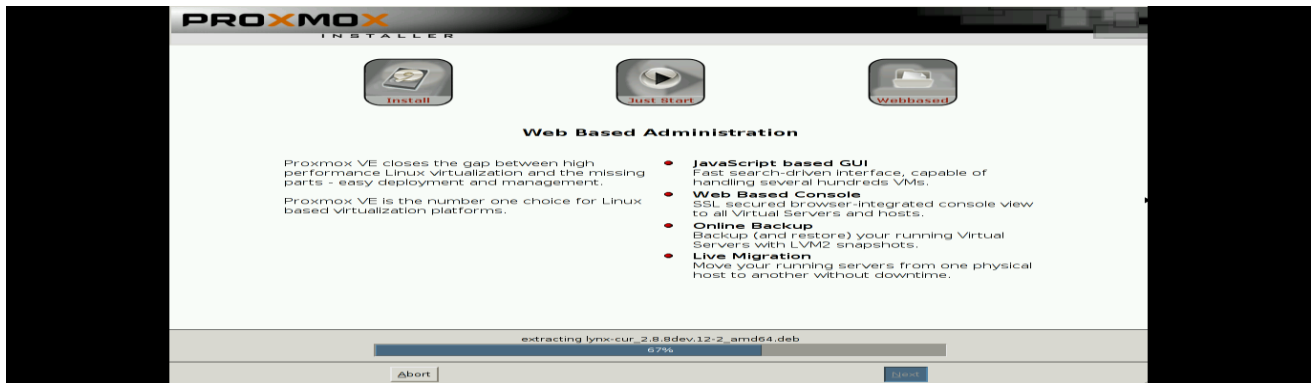 PROXMOX
INSTALLER
Install
Just Start
Webbased
Web Based Administration
Proxmox VE closes the gap between high
performance Linux virtualization and the missing
parts - easy deployment and management.
Proxmox VE is the number one choice for Linux
based virtualization platforms.
JavaScript based GUI
Fast search-driven interface, capable of
handling several hundreds VMs.
Web Based Console
SSL secured browser-integrated console view
to all Virtual Servers and hosts.
Online Backup
Backup (and restore) your running Virtual
Servers with LVM2 snapshots.
Live Migration
Move your running servers from one physical
host to another without downtime.
extracting lynx-cur_2.8.8dev.12-2_amd64.deb
67%
Abort
Next